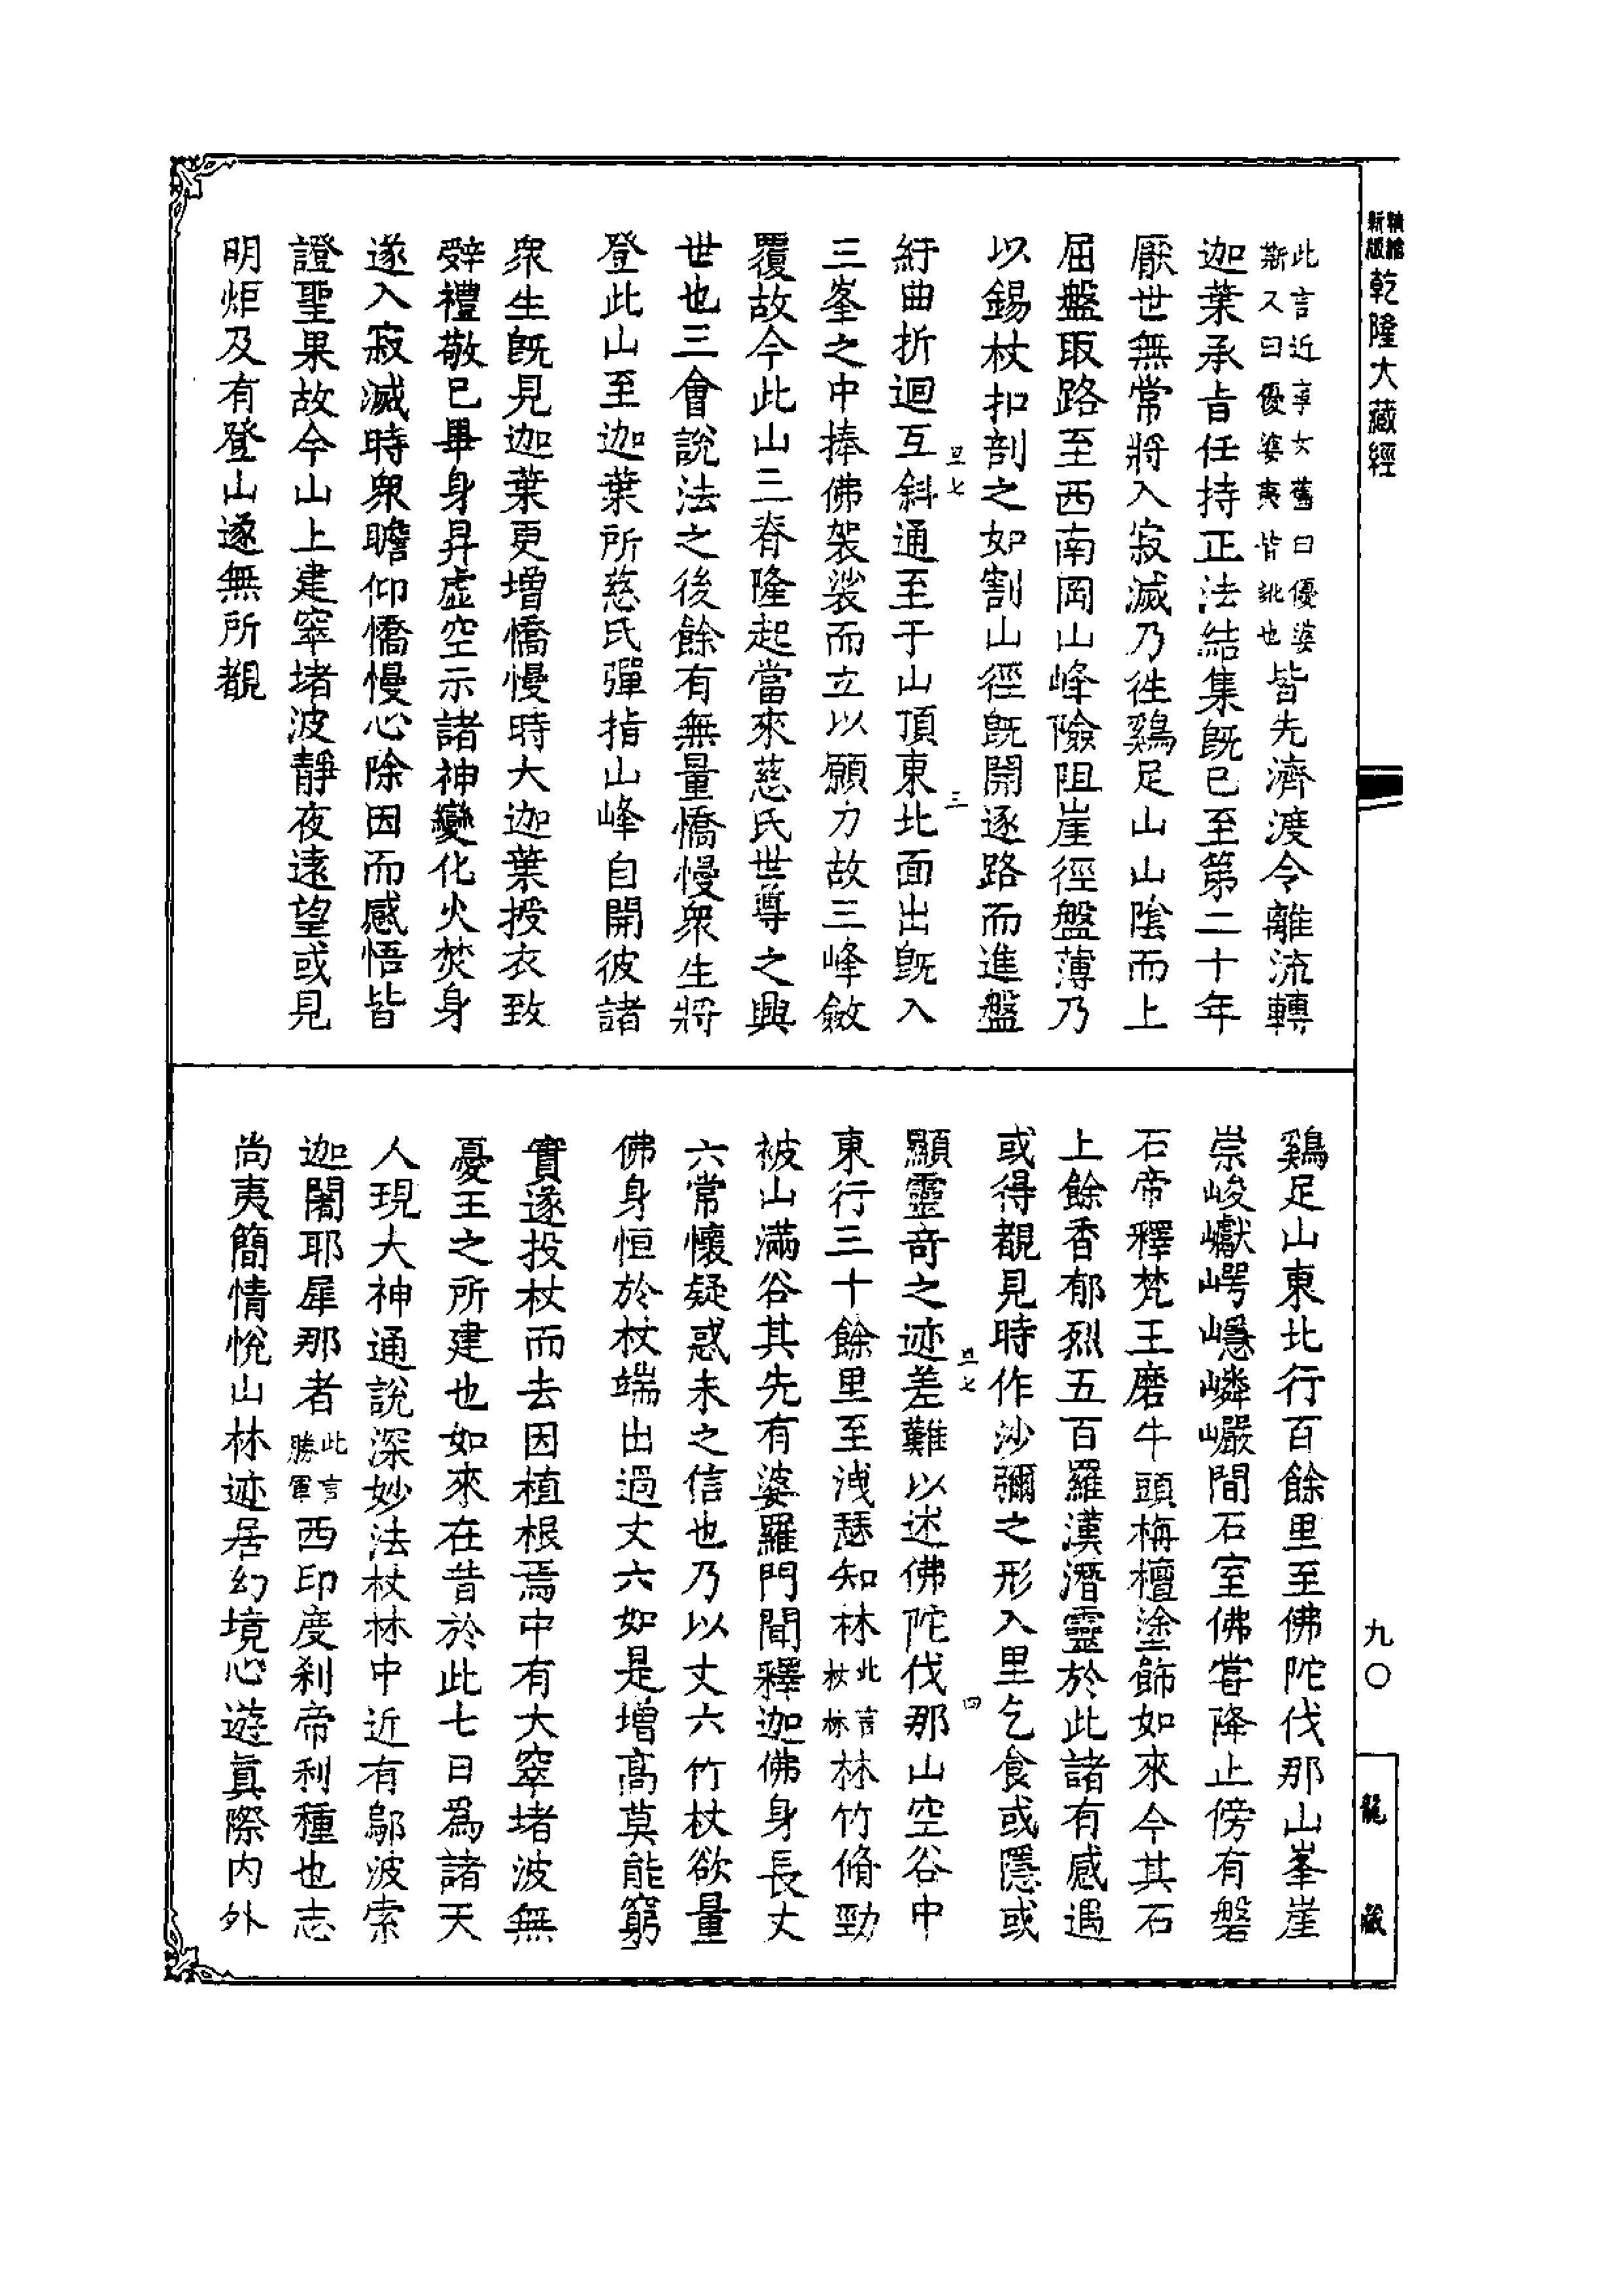 新版
精繪
乾隆大藏經
此言近事女舊曰優婆
斯又曰優婆夷皆訛也
皆先濟渡令離流轉
迦葉承旨任持正法結集旣已至第二十年
厭世無常將入寂滅乃徃鷄足山山陰而上
屈盤取路至西南岡山峰險阻崖徑盤薄乃
以錫杖扣剖之如割山徑旣開逐路而進盤
紆曲折迴互斜通至于山頂東北面出旣入
三峯之中捧佛袈裟而立以願力故三峰斂
覆故今此山三脊隆起當來慈氏世尊之興
世也三會說法之後餘有無量憍慢衆生將
登此山至迦葉所慈氏彈指山峰自開彼諸
衆生旣見迦葉更增憍慢時大迦葉授衣致
辤禮敬已畢身昇虛空示諸神變化火焚身
遂入寂滅時衆瞻仰憍慢心除因而感悟皆
證聖果故今山上建窣堵波靜夜遠望或見
明炬及有登山遂無所覩
三
鷄足山東北行百餘里至佛陀伐那山峯崖
崇峻巘崿嶾嶙巖間石室佛甞降止傍有磐
石帝釋梵王磨牛頭栴檀塗飾如來今其石
上餘香郁烈五百羅漢潛靈於此諸有感遇
或得覩見時作沙彌之形入里乞食或隱或
顯靈奇之迹差難以述佛陀伐那山空谷中
東行三十餘里至洩瑟知林
此言
杖林
林竹脩勁
被山滿谷其先有婆羅門聞釋迦佛身長丈
六常懷疑惑未之信也乃以丈六竹杖欲量
佛身恒於杖端出過丈六如是增高莫能窮
實遂投杖而去因植根焉中有大窣堵波無
憂王之所建也如來在昔於此七日爲諸天
人現大神通說深妙法杖林中近有鄔波索
迦闍耶犀那者
此言
勝軍
西印度刹帝利種也志
尚夷簡情悅山林迹居幻境心遊眞際內外
四
九〇
龍藏